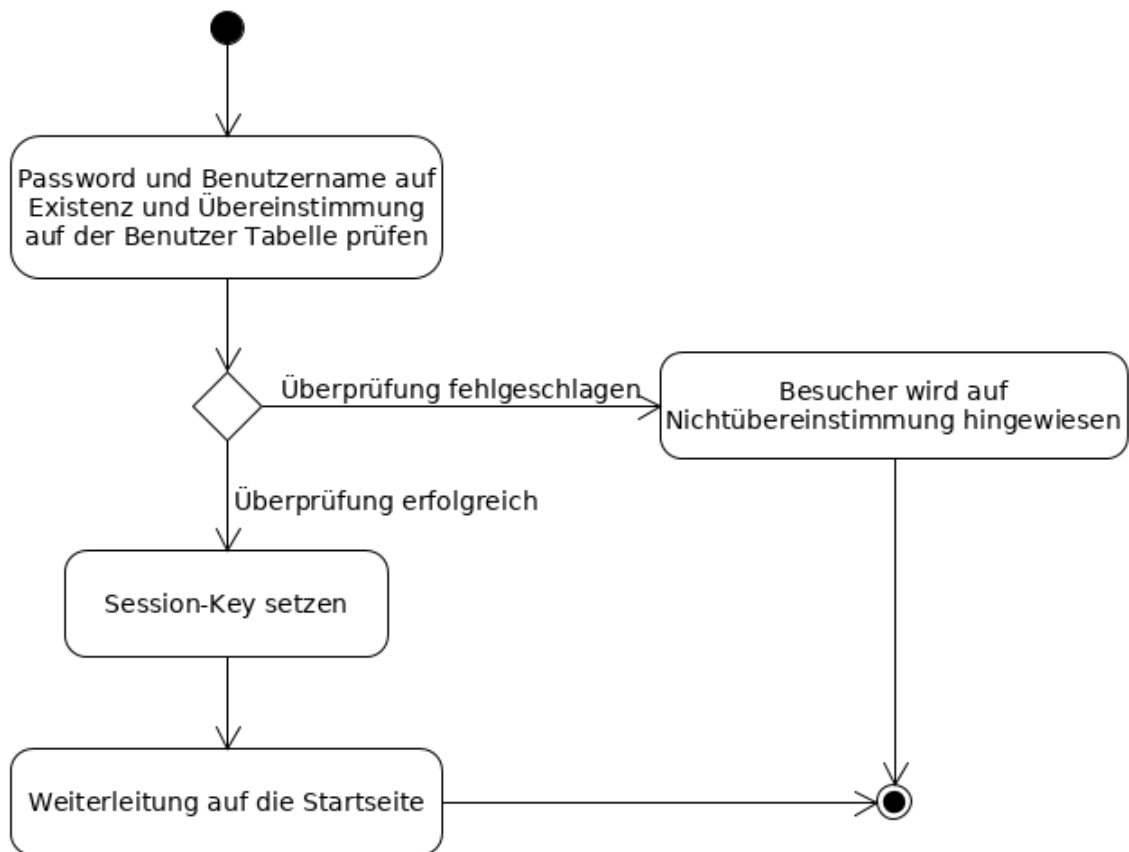 Password und Benutzername auf
Existenz und Übereinstimmung
auf der Benutzer Tabelle prüfen
Überprüfung fehlgeschlagen
Besucher wird auf
Nichtübereinstimmung hingewiesen
Überprüfung erfolgreich
Session-Key setzen
Weiterleitung auf die Startseite